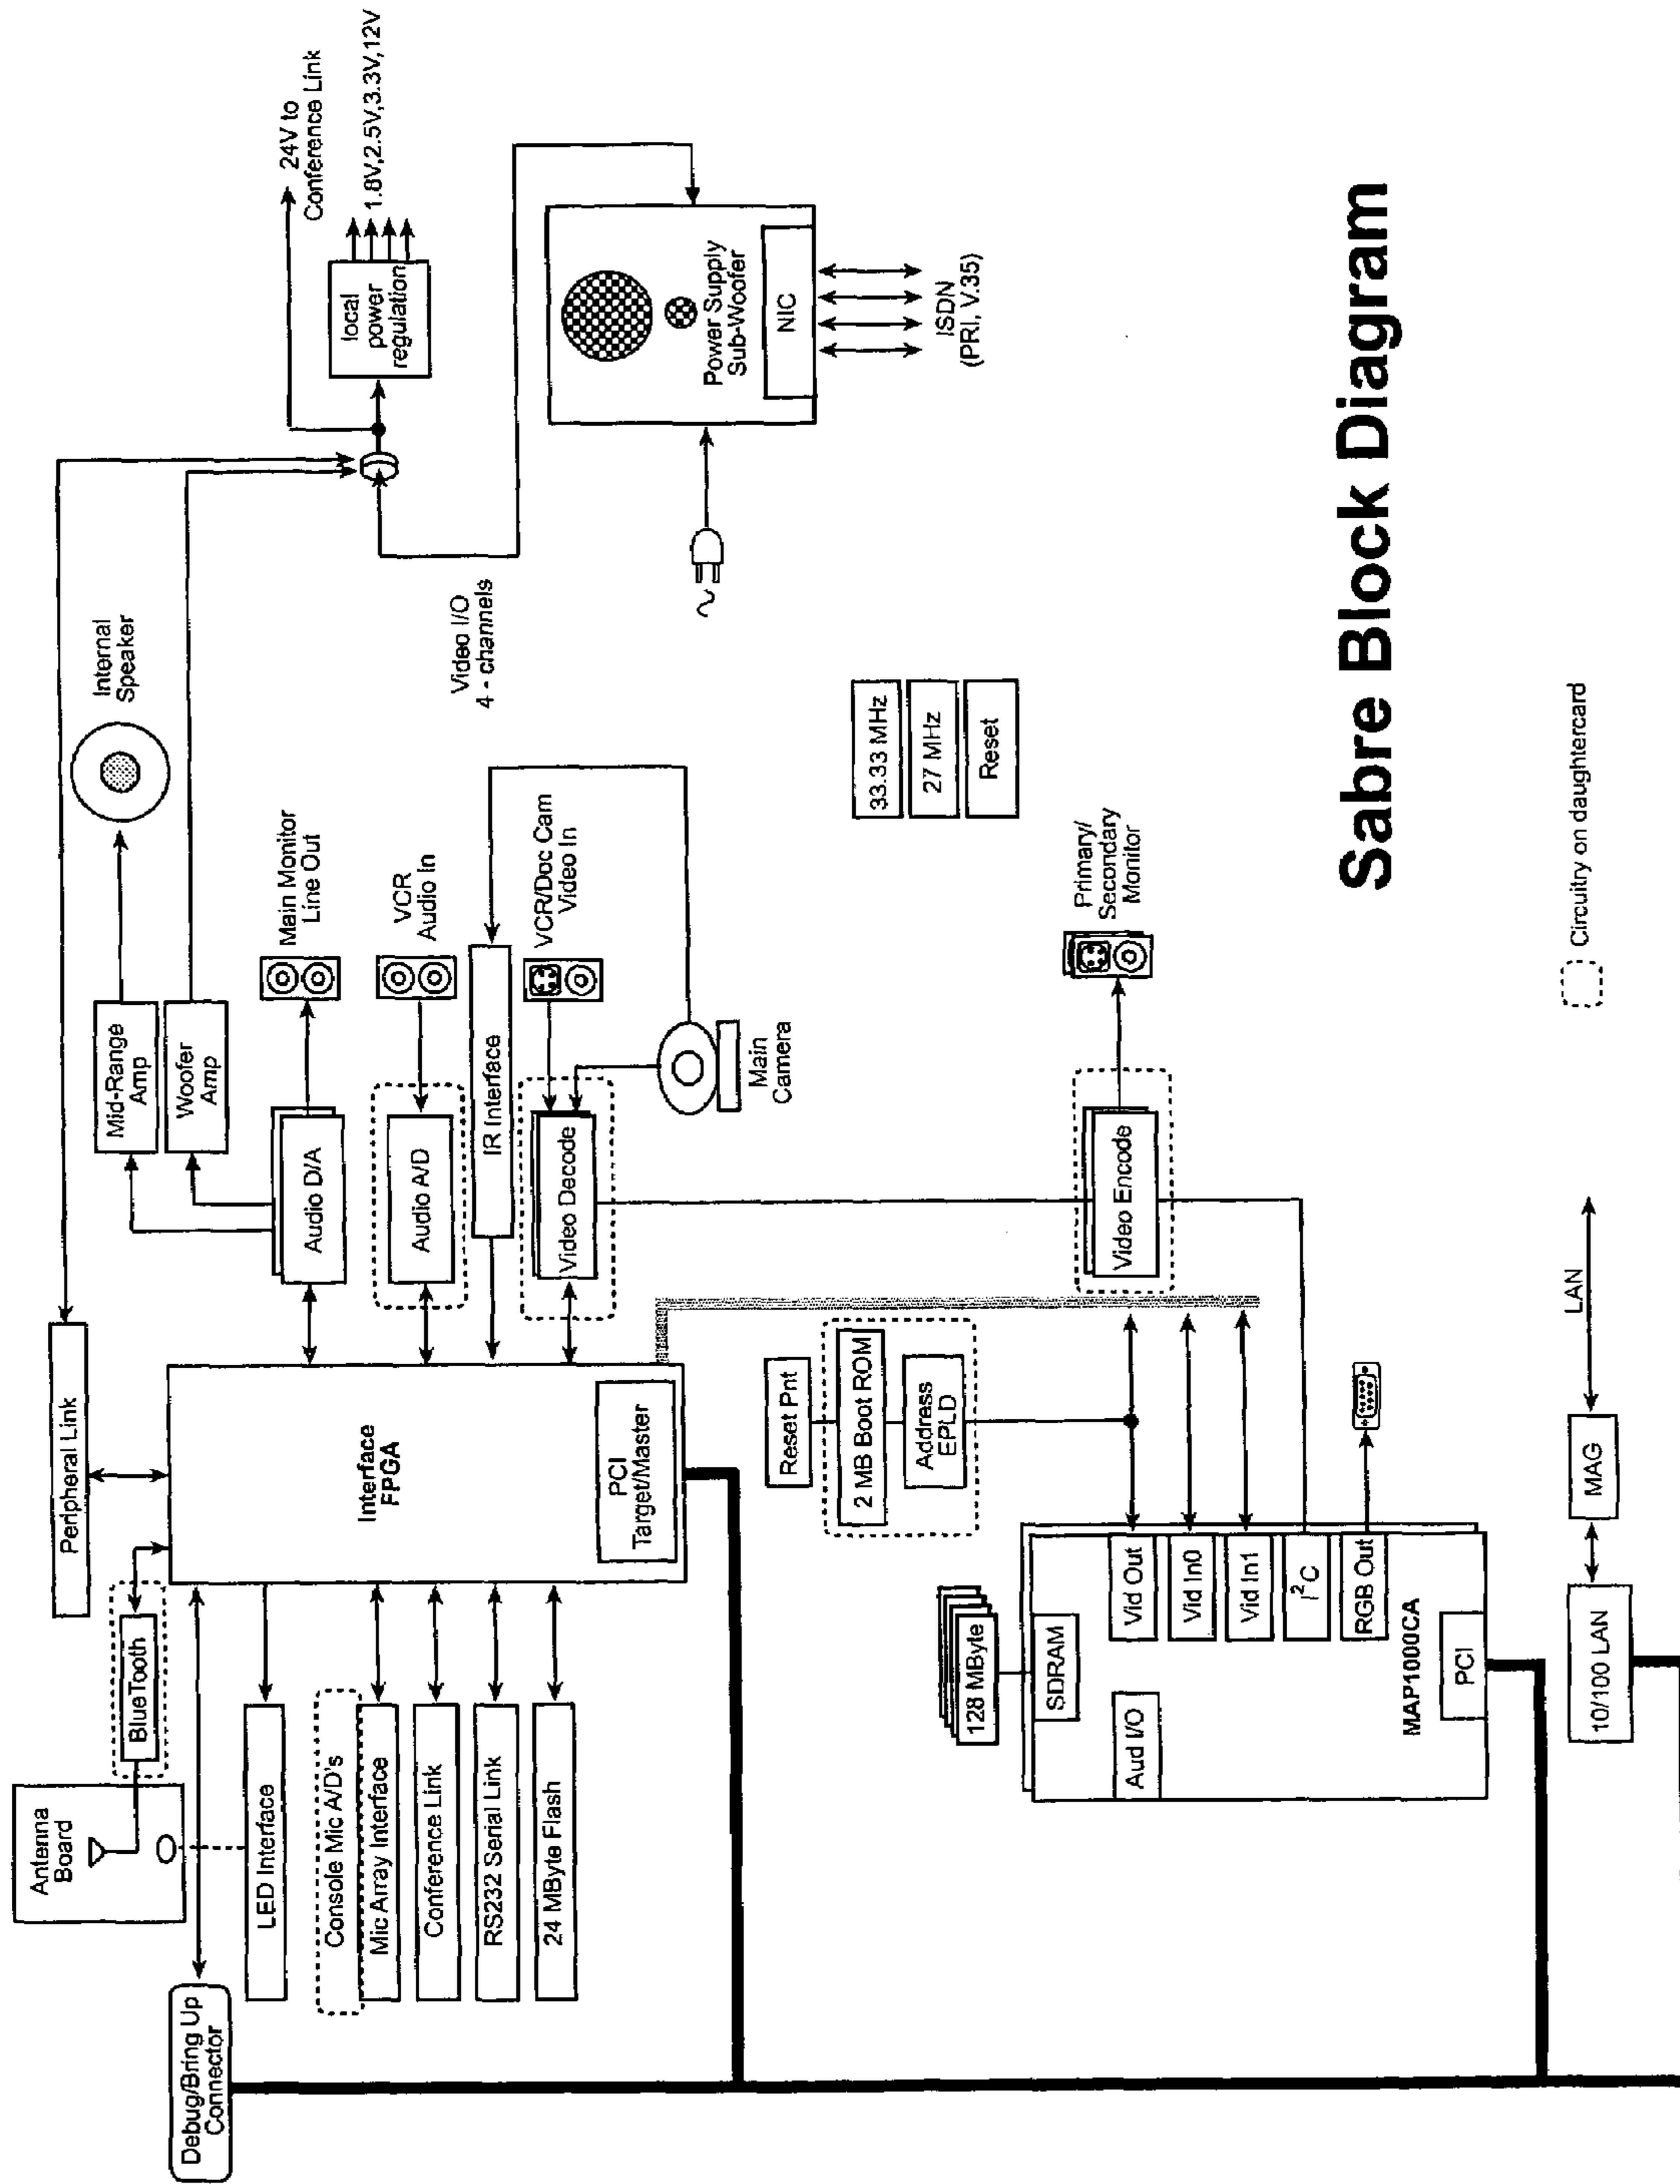 Antenna
Board
BlueTooth
Peripheral Link
Debug/Bring Up
Connector
LED Interface
Console Mic A/D's
Mic Array Interface
Conference Link
RS232 Serial Link
24 MByte Flash
Interface
FPGA
PCI
Target/Master
Mid-Range
Amp
Woofer
Amp
Audio D/A
Audio A/D
IR Interface
Video Decode
Internal
Speaker
Main Monitor
Line Out
VCR
Audio In
VCR/Doc Cam
Video In
Main
Camera
Video I/O
4 - channels
24V to
Conference Link
local
power
regulation
1.8V,2.5V,3.3V,12V
Power Supply
Sub-Woofer
NIC
ISDN
(PRI, V.35)
33.33 MHz
27 MHz
Reset
Reset Pnt
2 MB Boot ROM
Address
EPLD
Video Encode
Primary/
Secondary
Monitor
128 MByte
SDRAM
Aud I/O
Vid Out
Vid In0
Vid In1
I²C
RGB Out
MAP1000CA
PCI
10/100 LAN
MAG
LAN
Circuitry on daughtercard
Sabre Block Diagram